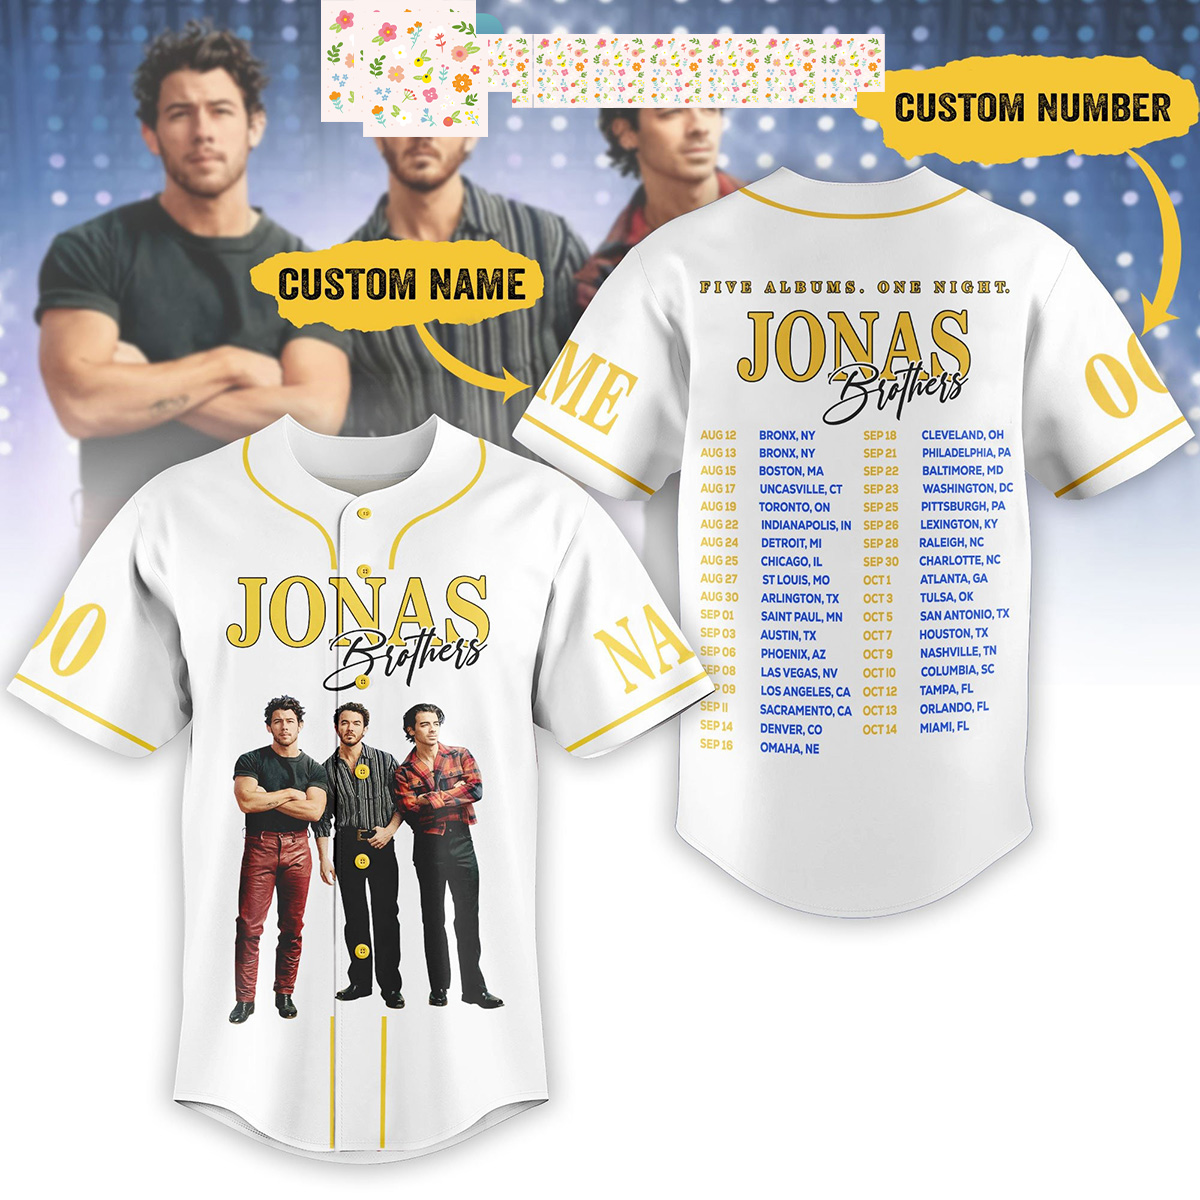 CUSTOM NUMBER
CUSTOM NAME
FIVE ALBUMS. ONE NIGHT.
JONAS
Brothers
ME
00
AUG 12 BRONX, NY SEP 18 CLEVELAND, OH
AUG 13 BRONX, NY SEP 21 PHILADELPHIA, PA
AUG 15 BOSTON, MA SEP 22 BALTIMORE, MD
AUG 17 UNCASVILLE, CT SEP 23 WASHINGTON, DC
AUG 19 TORONTO, ON SEP 25 PITTSBURGH, PA
AUG 22 INDIANAPOLIS, IN SEP 26 LEXINGTON, KY
AUG 24 DETROIT, MI SEP 28 RALEIGH, NC
AUG 25 CHICAGO, IL SEP 30 CHARLOTTE, NC
AUG 27 ST LOUIS, MO OCT 1 ATLANTA, GA
AUG 30 ARLINGTON, TX OCT 3 TULSA, OK
SEP 01 SAINT PAUL, MN OCT 5 SAN ANTONIO, TX
SEP 03 AUSTIN, TX OCT 7 HOUSTON, TX
SEP 06 PHOENIX, AZ OCT 9 NASHVILLE, TN
SEP 08 LAS VEGAS, NV OCT 10 COLUMBIA, SC
P 09 LOS ANGELES, CA OCT 12 TAMPA, FL
SEP 11 SACRAMENTO, CA OCT 13 ORLANDO, FL
SEP 14 DENVER, CO OCT 14 MIAMI, FL
SEP 16 OMAHA, NE
JONAS
Brothers
00
NA